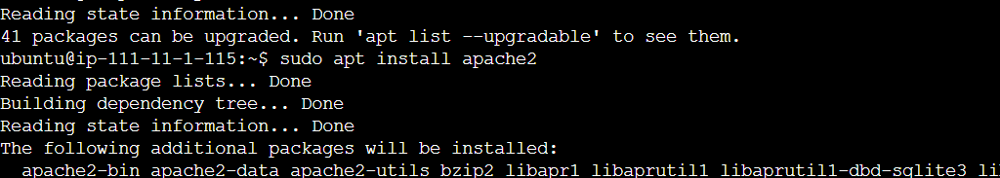 Reading state information... Done
41 packages can be upgraded. Run 'apt list --upgradable' to see them.
ubuntu@ip-111-11-1-115:~$ sudo apt install apache2
Reading package lists... Done
Building dependency tree... Done
Reading state information... Done
The following additional packages will be installed:
  apache2-bin apache2-data apache2-utils bzip2 libapr1 libaprutil1 libaprutil1-dbd-sqlite3